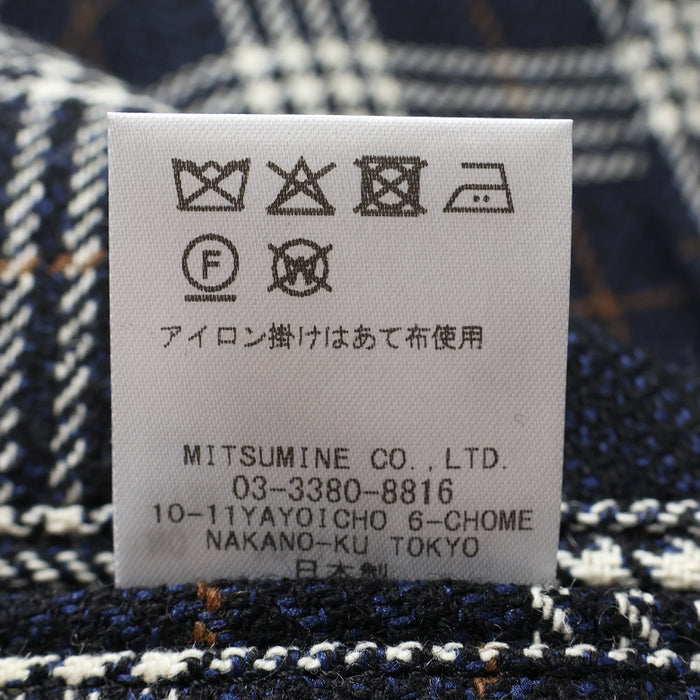 F
W
アイロン掛けはあて布使用
MITSUMINE CO.,LTD.
03-3380-8816
10-11YAYOICHO 6-CHOME
NAKANO-KU TOKYO
日本製